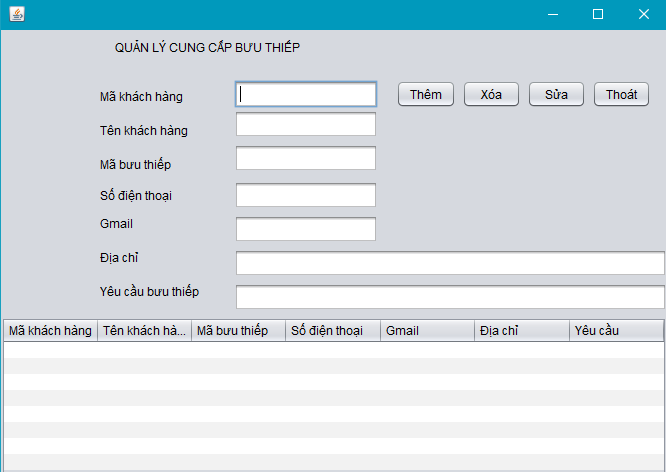 QUẢN LÝ CUNG CẤP BƯU THIẾP
Mã khách hàng
Thêm Xóa Sửa Thoát
Tên khách hàng
Mã bưu thiếp
Số điện thoại
Gmail
Địa chỉ
Yêu cầu bưu thiếp
Mã khách hàng Tên khách hà... Mã bưu thiếp Số điện thoại Gmail Địa chỉ Yêu cầu